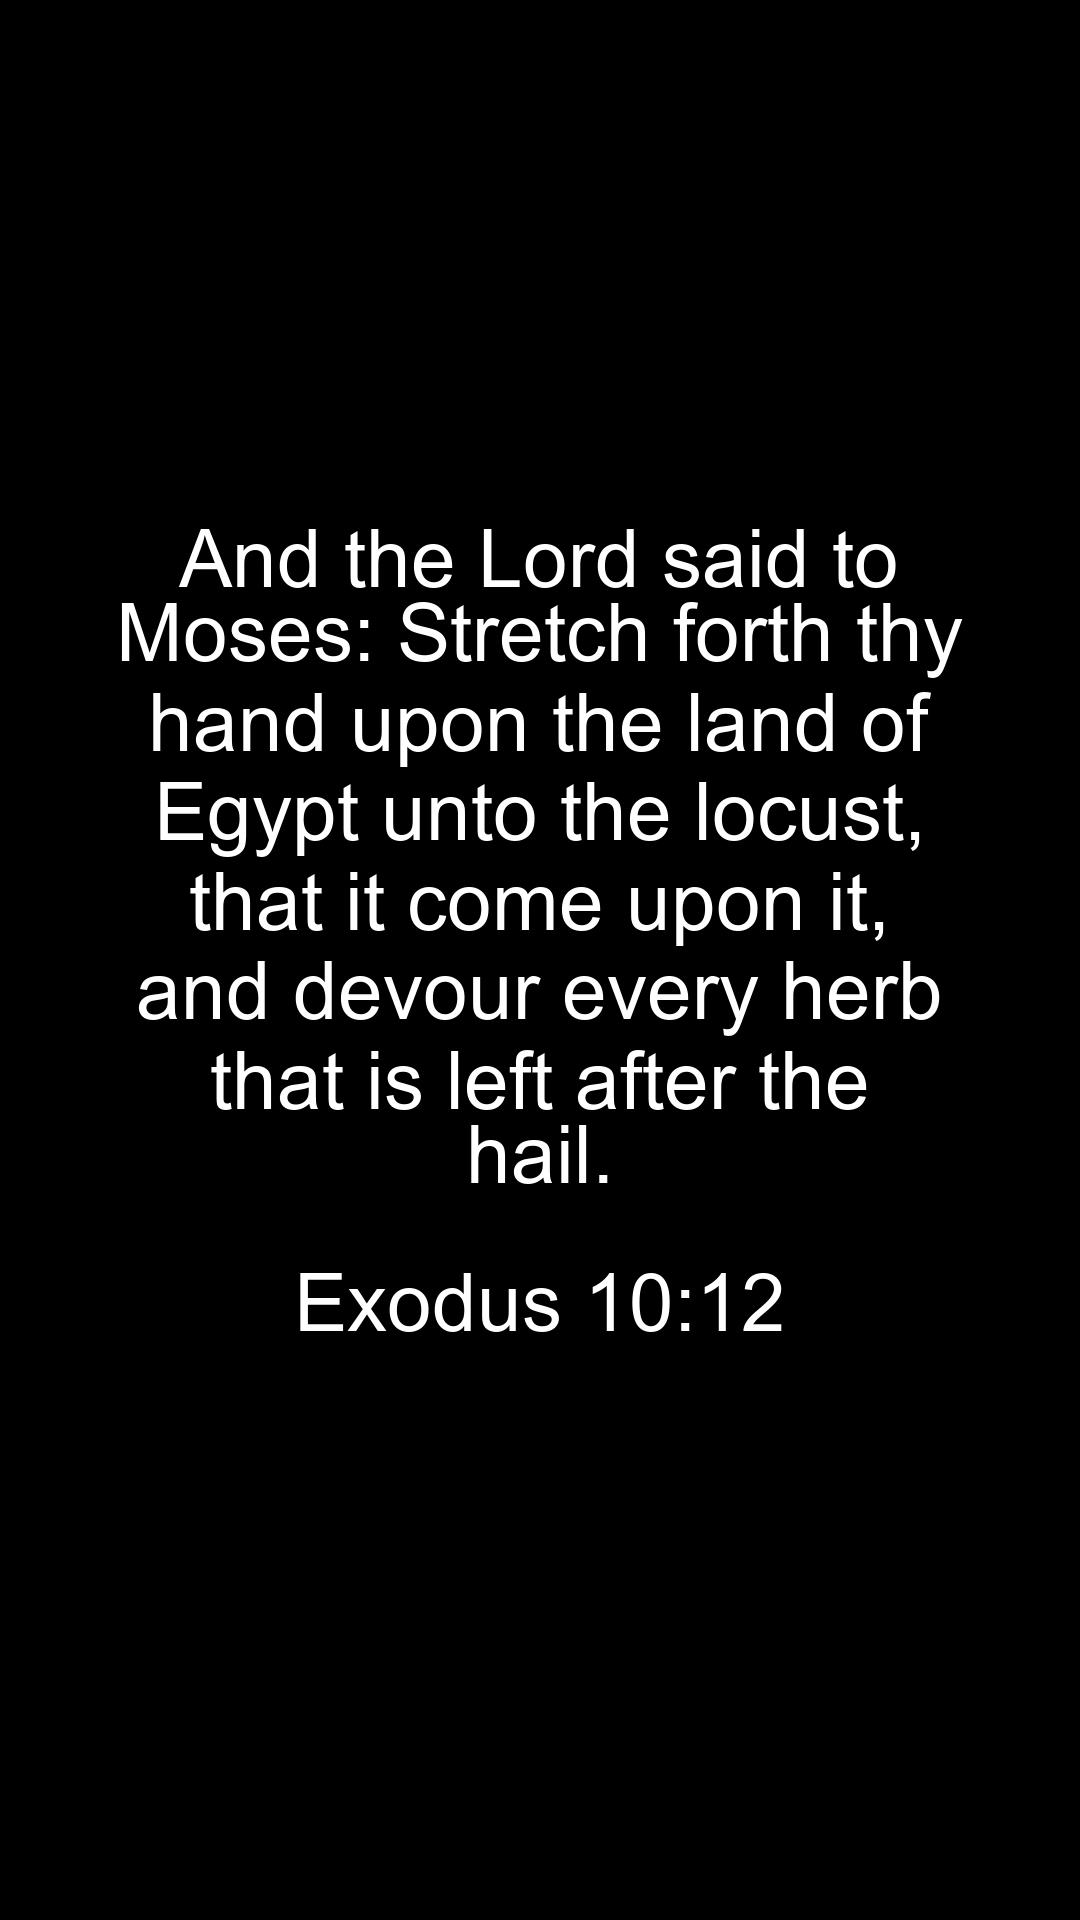 And the Lord said to
Moses: Stretch forth thy
hand upon the land of
Egypt unto the locust,
that it come upon it,
and devour every herb
that is left after the
hail.
Exodus 10:12